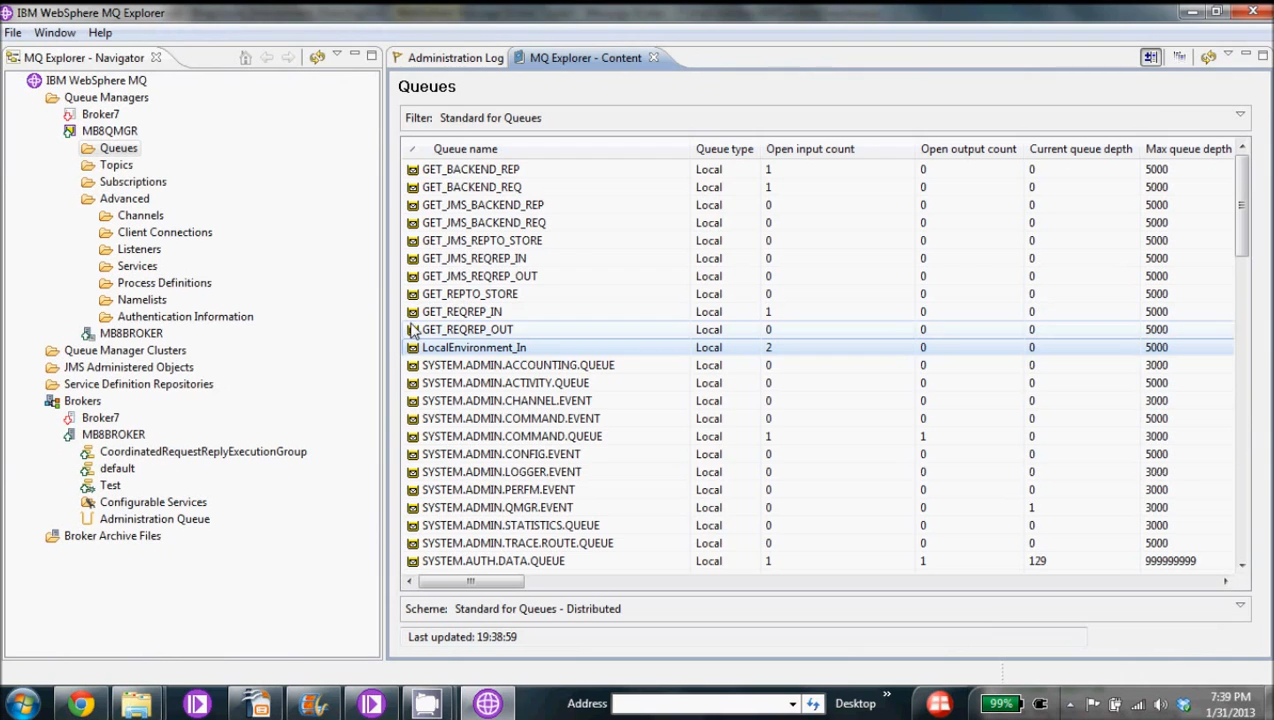 IBM WebSphere MQ Explorer
File Window Help
MQ Explorer - Navigator
IBM WebSphere MQ
Queue Managers
Broker7
MB8QMGR
Queues
Topics
Subscriptions
Advanced
Channels
Client Connections
Listeners
Services
Process Definitions
Namelists
Authentication Information
MB8BROKER
Queue Manager Clusters
JMS Administered Objects
Service Definition Repositories
Brokers
Broker7
MB8BROKER
CoordinatedRequestReplyExecutionGroup
default
Test
Configurable Services
Administration Queue
Broker Archive Files
Administration Log MQ Explorer - Content
Queues
Filter: Standard for Queues
Queue name Queue type Open input count Open output count Current queue depth Max queue depth
GET_BACKEND_REP Local 1 0 0 5000
GET_BACKEND_REQ Local 1 0 0 5000
GET_JMS_BACKEND_REP Local 0 0 0 5000
GET_JMS_BACKEND_REQ Local 0 0 0 5000
GET_JMS_REPTO_STORE Local 0 0 0 5000
GET_JMS_REQREP_IN Local 0 0 0 5000
GET_JMS_REQREP_OUT Local 0 0 0 5000
GET_REPTO_STORE Local 0 0 0 5000
GET_REQREP_IN Local 1 0 0 5000
GET_REQREP_OUT Local 0 0 0 5000
LocalEnvironment_In Local 2 0 0 5000
SYSTEM.ADMIN.ACCOUNTING.QUEUE Local 0 0 0 3000
SYSTEM.ADMIN.ACTIVITY.QUEUE Local 0 0 0 5000
SYSTEM.ADMIN.CHANNEL.EVENT Local 0 0 0 3000
SYSTEM.ADMIN.COMMAND.EVENT Local 0 0 0 5000
SYSTEM.ADMIN.COMMAND.QUEUE Local 1 1 0 3000
SYSTEM.ADMIN.CONFIG.EVENT Local 0 0 0 5000
SYSTEM.ADMIN.LOGGER.EVENT Local 0 0 0 3000
SYSTEM.ADMIN.PERFM.EVENT Local 0 0 0 3000
SYSTEM.ADMIN.QMGR.EVENT Local 0 0 1 3000
SYSTEM.ADMIN.STATISTICS.QUEUE Local 0 0 0 3000
SYSTEM.ADMIN.TRACE.ROUTE.QUEUE Local 0 0 0 5000
SYSTEM.AUTH.DATA.QUEUE Local 1 1 129 999999999
Scheme: Standard for Queues - Distributed
Last updated: 19:38:59
Address Desktop » 99% 7:39 PM
1/31/2013